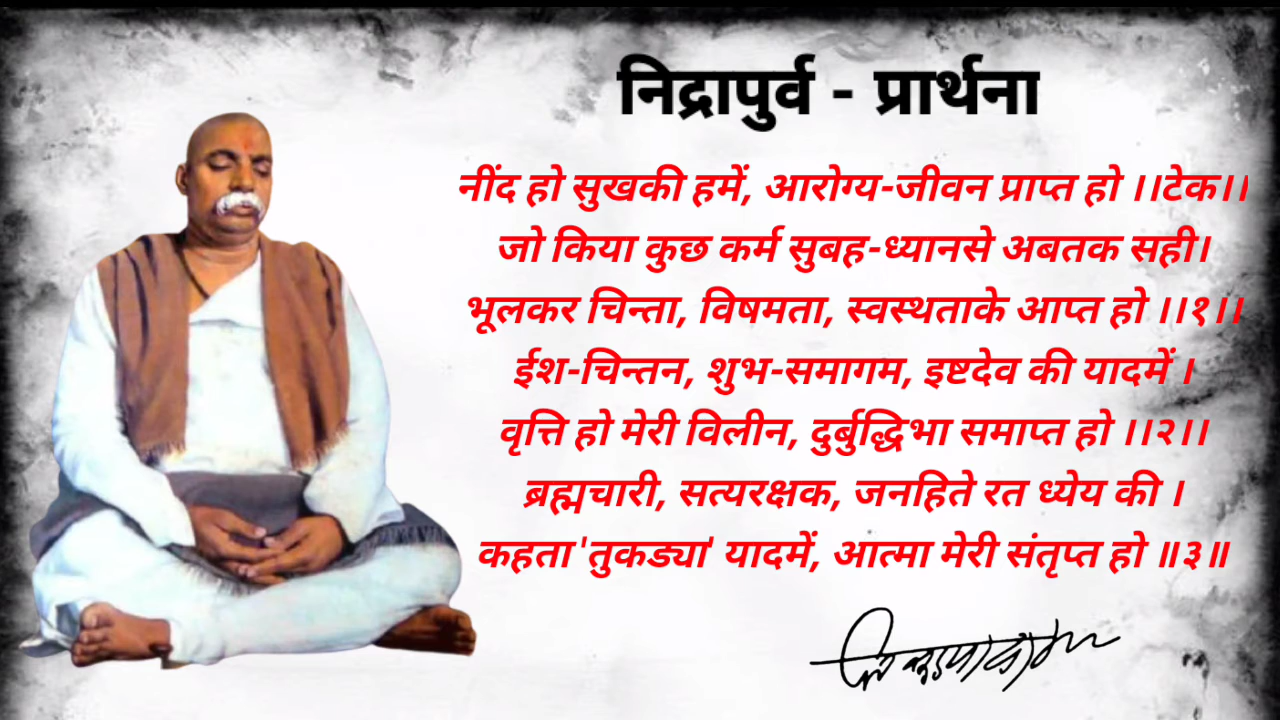 निद्रापुर्व - प्रार्थना
नींद हो सुखकी हमें, आरोग्य-जीवन प्राप्त हो ।।टेक।।
जो किया कुछ कर्म सुबह-ध्यानसे अबतक सही।
भूलकर चिन्ता, विषमता, स्वस्थताके आप्त हो ।।१।।
ईश-चिन्तन, शुभ-समागम, इष्टदेव की यादमें ।
वृत्ति हो मेरी विलीन, दुर्बुद्धिभा समाप्त हो ।।२।।
ब्रह्मचारी, सत्यरक्षक, जनहिते रत ध्येय की ।
कहता 'तुकड्या' यादमें, आत्मा मेरी संतृप्त हो ॥३॥